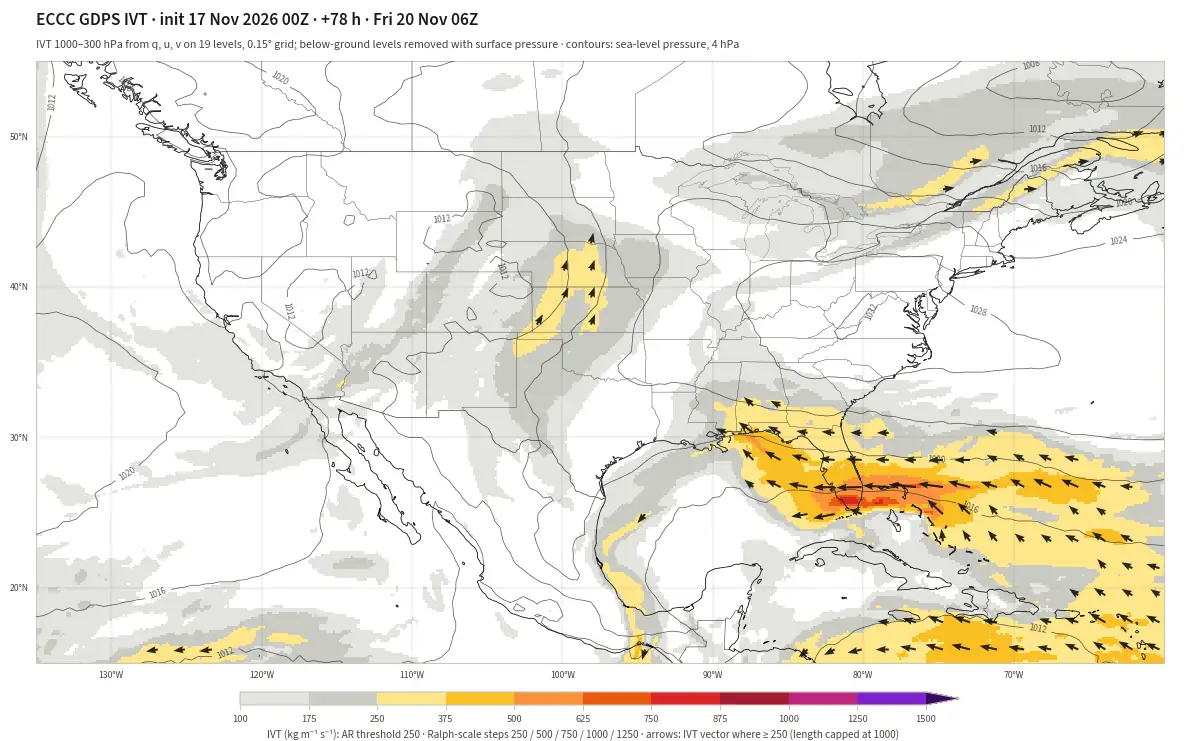 ECCC GDPS IVT · init 17 Nov 2026 00Z · +78 h · Fri 20 Nov 06Z
IVT 1000–300 hPa from q, u, v on 19 levels, 0.15° grid; below-ground levels removed with surface pressure · contours: sea-level pressure, 4 hPa
1020
1008
1012
50°N
1012
1016
1020
1012
1024
1012
1012
40°N
1012
1028
1032
30°N
1020
1020
1016
20°N
1016
1012
1012
130°W 120°W 110°W 100°W 90°W 80°W 70°W
100 175 250 375 500 625 750 875 1000 1250 1500
IVT (kg m⁻¹ s⁻¹): AR threshold 250 · Ralph-scale steps 250 / 500 / 750 / 1000 / 1250 · arrows: IVT vector where ≥ 250 (length capped at 1000)